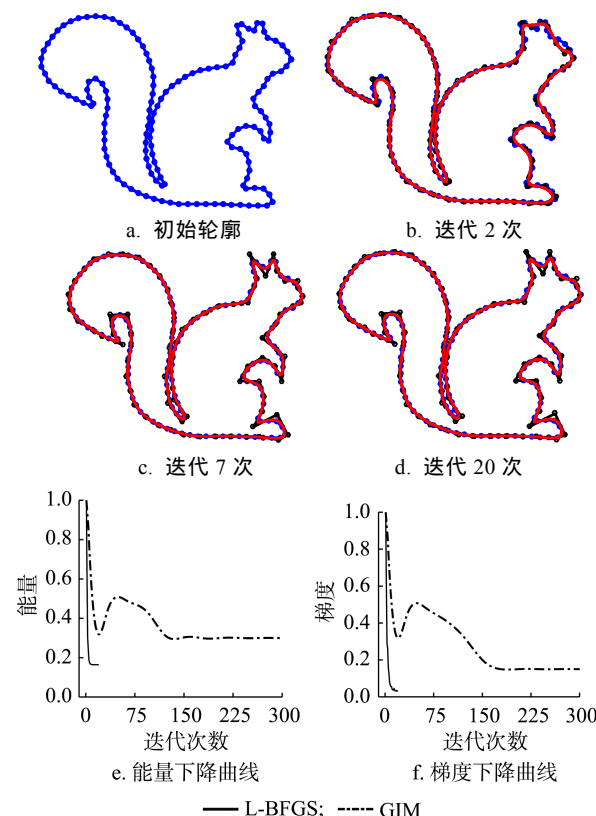 a. 初始轮廓
b. 迭代 2 次
c. 迭代 7 次
d. 迭代 20 次
能量
1.0
0.8
0.6
0.4
0.2
0.0
0 75 150 225 300
迭代次数
e. 能量下降曲线
梯度
1.0
0.8
0.6
0.4
0.2
0.0
0 75 150 225 300
迭代次数
f. 梯度下降曲线
L-BFGS; GIM